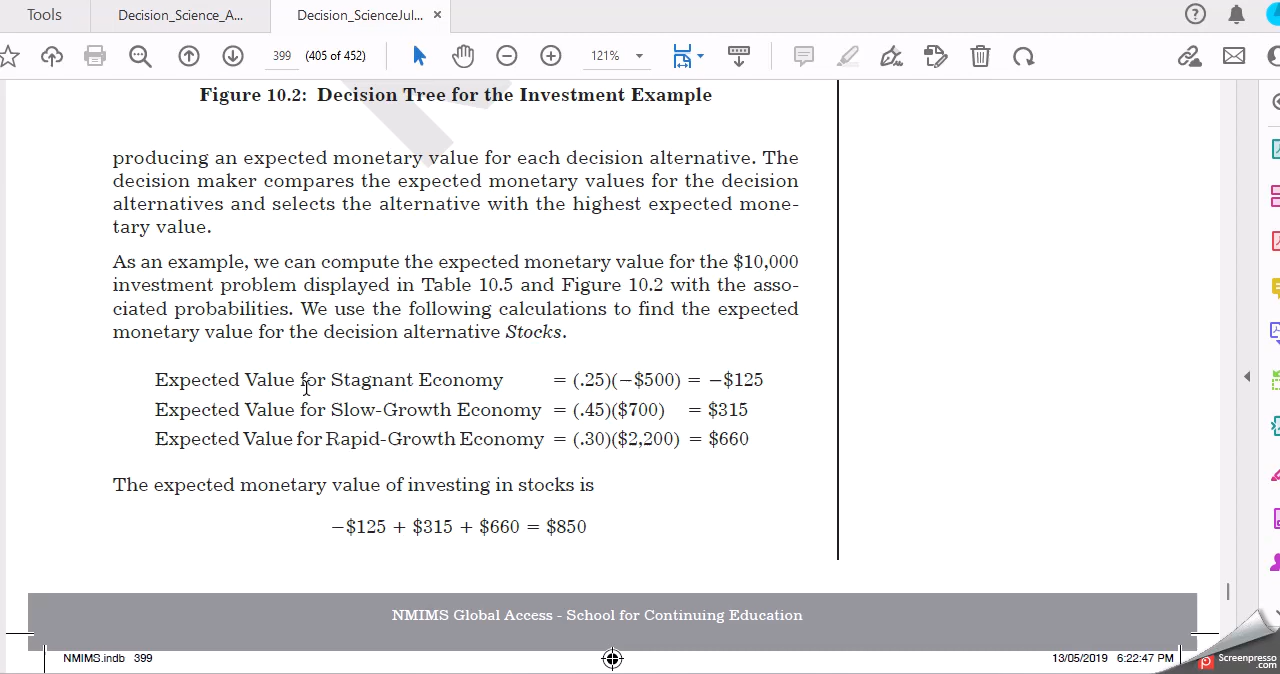 Tools
Decision_Science_A...
Decision_ScienceJul... ×
399 (405 of 452)
121%
Figure 10.2: Decision Tree for the Investment Example
producing an expected monetary value for each decision alternative. The
decision maker compares the expected monetary values for the decision
alternatives and selects the alternative with the highest expected mone-
tary value.
As an example, we can compute the expected monetary value for the $10,000
investment problem displayed in Table 10.5 and Figure 10.2 with the asso-
ciated probabilities. We use the following calculations to find the expected
monetary value for the decision alternative Stocks.
Expected Value for Stagnant Economy = (.25)(−$500) = −$125
Expected Value for Slow-Growth Economy = (.45)($700) = $315
Expected Value for Rapid-Growth Economy = (.30)($2,200) = $660
The expected monetary value of investing in stocks is
−$125 + $315 + $660 = $850
NMIMS Global Access - School for Continuing Education
NMIMS.indb 399
13/05/2019 6:22:47 PM
Screenpresso
.com